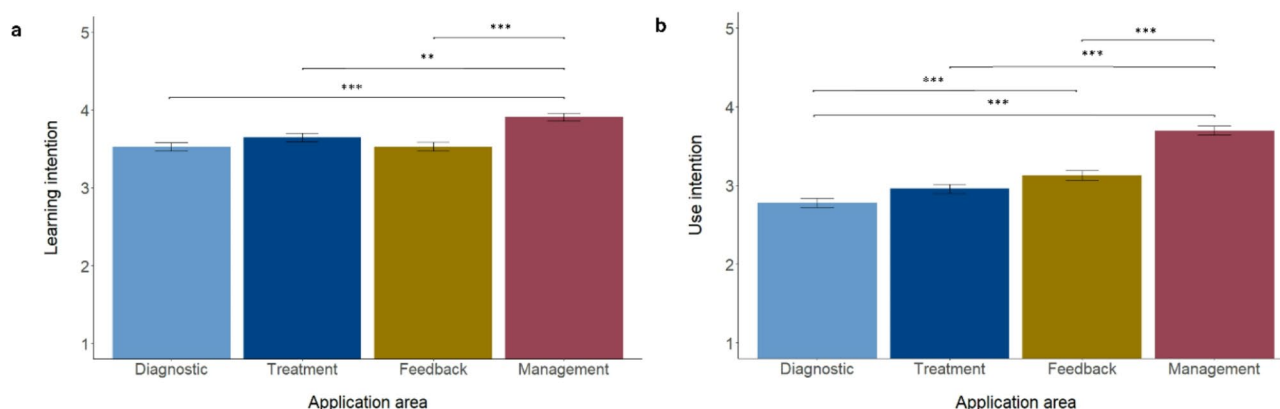 a
Learning intention
5
4
3
2
1
***
**
***
Diagnostic Treatment Feedback Management
Application area
b
Use intention
5
4
3
2
1
***
***
***
***
Diagnostic Treatment Feedback Management
Application area